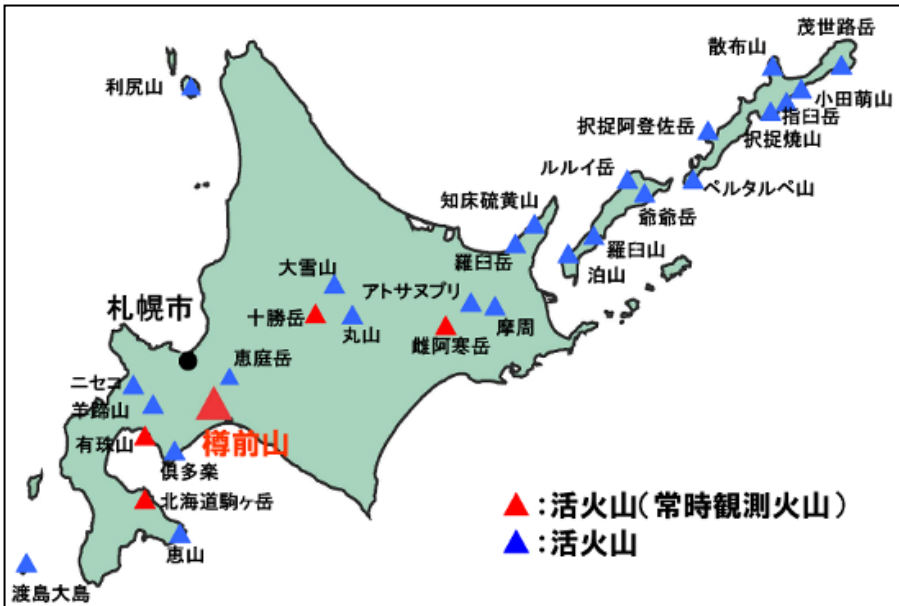 茂世路岳
散布山
利尻山
小田萌山
指臼岳
択捉阿登佐岳
択捉焼山
ルルイ岳
ベルタルベ山
知床硫黄山
爺爺岳
羅臼岳
羅臼山
泊山
大雪山
アトサヌプリ
札幌市
十勝岳
丸山
摩周
雌阿寒岳
恵庭岳
ニセコ
羊蹄山
有珠山
樽前山
倶多楽
北海道駒ヶ岳
:活火山(常時観測火山)
恵山
:活火山
渡島大島